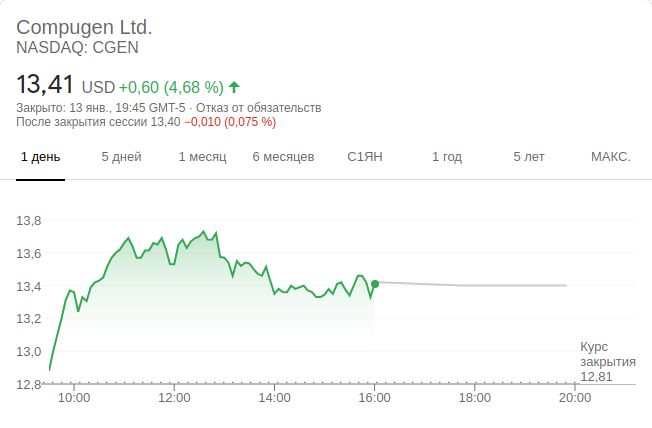 Compugen Ltd.
NASDAQ: CGEN
13,41 USD +0,60 (4,68 %)
Закрыто: 13 янв., 19:45 GMT-5 · Отказ от обязательств
После закрытия сессии 13,40 −0,010 (0,075 %)
1 день 5 дней 1 месяц 6 месяцев С1ЯН 1 год 5 лет МАКС.
13,8
13,6
13,4
13,2
13,0
12,8
Курс
закрытия
12,81
10:00 12:00 14:00 16:00 18:00 20:00